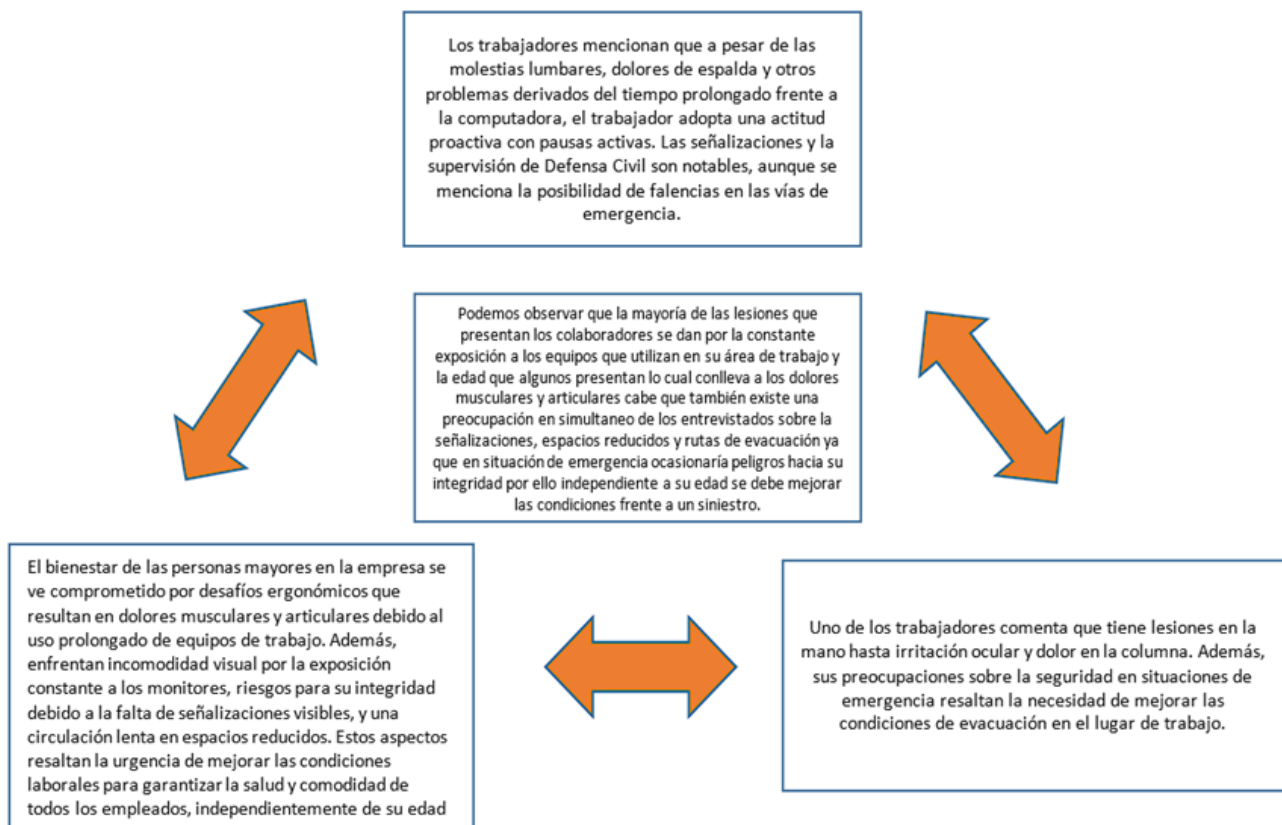 Los trabajadores mencionan que a pesar de las
molestias lumbares, dolores de espalda y otros
problemas derivados del tiempo prolongado frente a
la computadora, el trabajador adopta una actitud
proactiva con pausas activas. Las señalizaciones y la
supervisión de Defensa Civil son notables, aunque se
menciona la posibilidad de falencias en las vías de
emergencia.
Podemos observar que la mayoría de las lesiones que
presentan los colaboradores se dan por la constante
exposición a los equipos que utilizan en su área de trabajo y
la edad que algunos presentan lo cual conlleva a los dolores
musculares y articulares cabe que también existe una
preocupación en simultaneo de los entrevistados sobre la
señalizaciones, espacios reducidos y rutas de evacuación ya
que en situación de emergencia ocasionaría peligros hacia su
integridad por ello independiente a su edad se debe mejorar
las condiciones frente a un siniestro.
El bienestar de las personas mayores en la empresa se
ve comprometido por desafíos ergonómicos que
resultan en dolores musculares y articulares debido al
uso prolongado de equipos de trabajo. Además,
enfrentan incomodidad visual por la exposición
constante a los monitores, riesgos para su integridad
debido a la falta de señalizaciones visibles, y una
circulación lenta en espacios reducidos. Estos aspectos
resaltan la urgencia de mejorar las condiciones
laborales para garantizar la salud y comodidad de
todos los empleados, independientemente de su edad
Uno de los trabajadores comenta que tiene lesiones en la
mano hasta irritación ocular y dolor en la columna. Además,
sus preocupaciones sobre la seguridad en situaciones de
emergencia resaltan la necesidad de mejorar las
condiciones de evacuación en el lugar de trabajo.